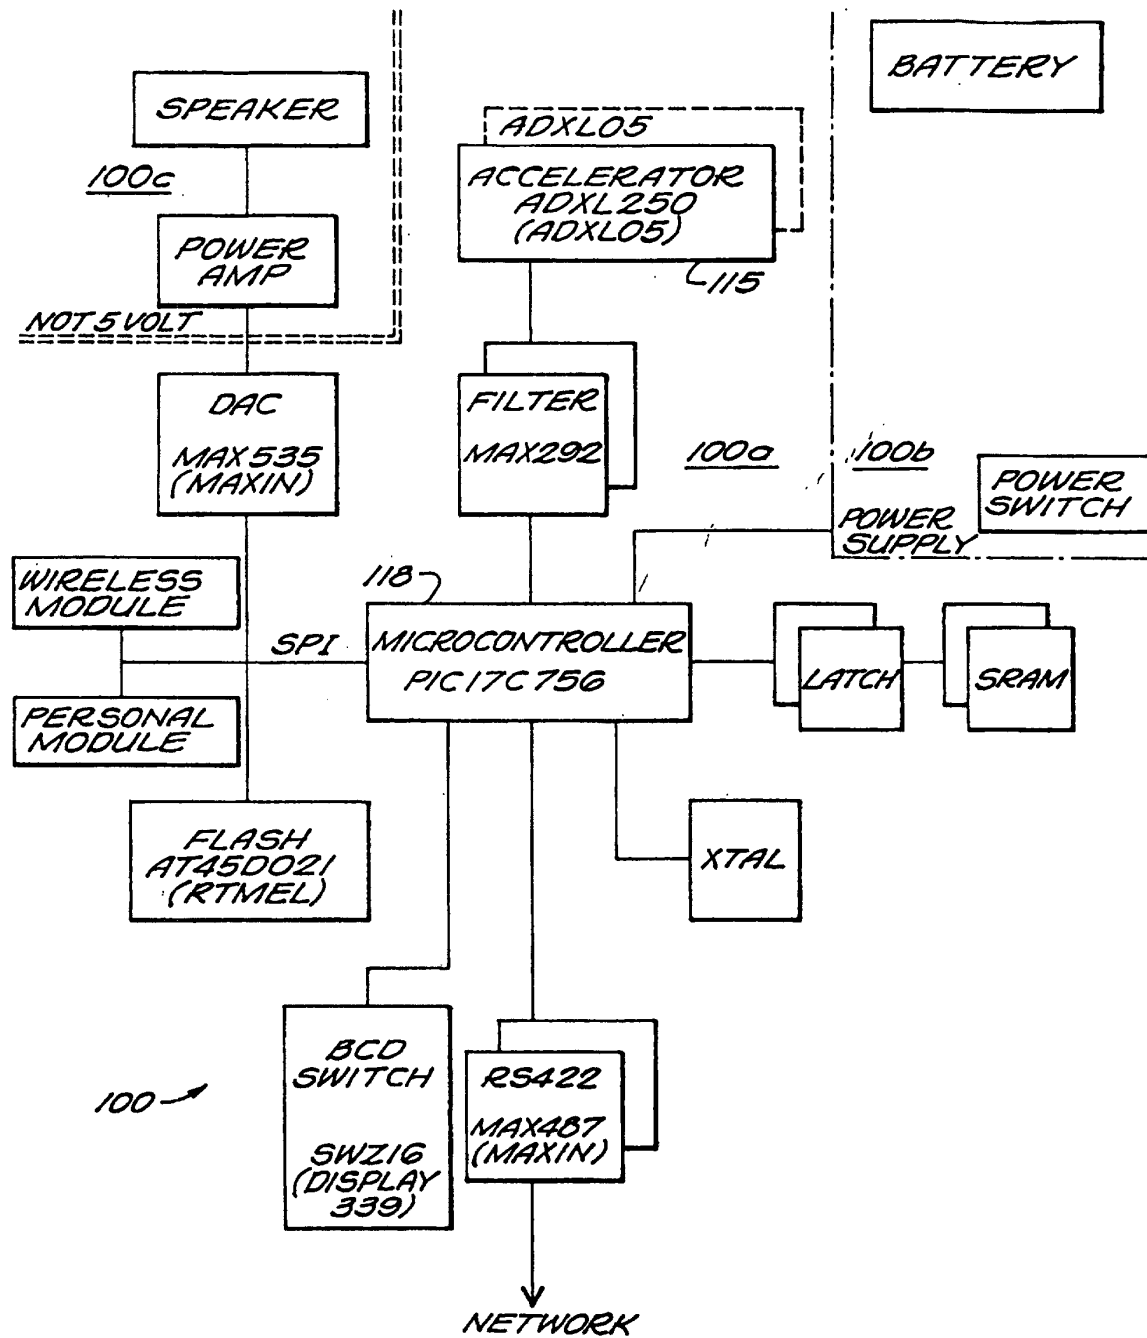 SPEAKER
100c
POWER
AMP
NOT 5 VOLT
DAC
MAX535
(MAXIN)
ADXL05
ACCELERATOR
ADXL250
(ADXL05)
115
FILTER
MAX292
100a
BATTERY
100b
POWER
SWITCH
POWER
SUPPLY
WIRELESS
MODULE
PERSONAL
MODULE
SPI
118
MICROCONTROLLER
PIC17C756
LATCH
SRAM
FLASH
AT45D021
(RTMEL)
XTAL
100
BCD
SWITCH
SWZ16
(DISPLAY
339)
RS422
MAX487
(MAXIN)
NETWORK